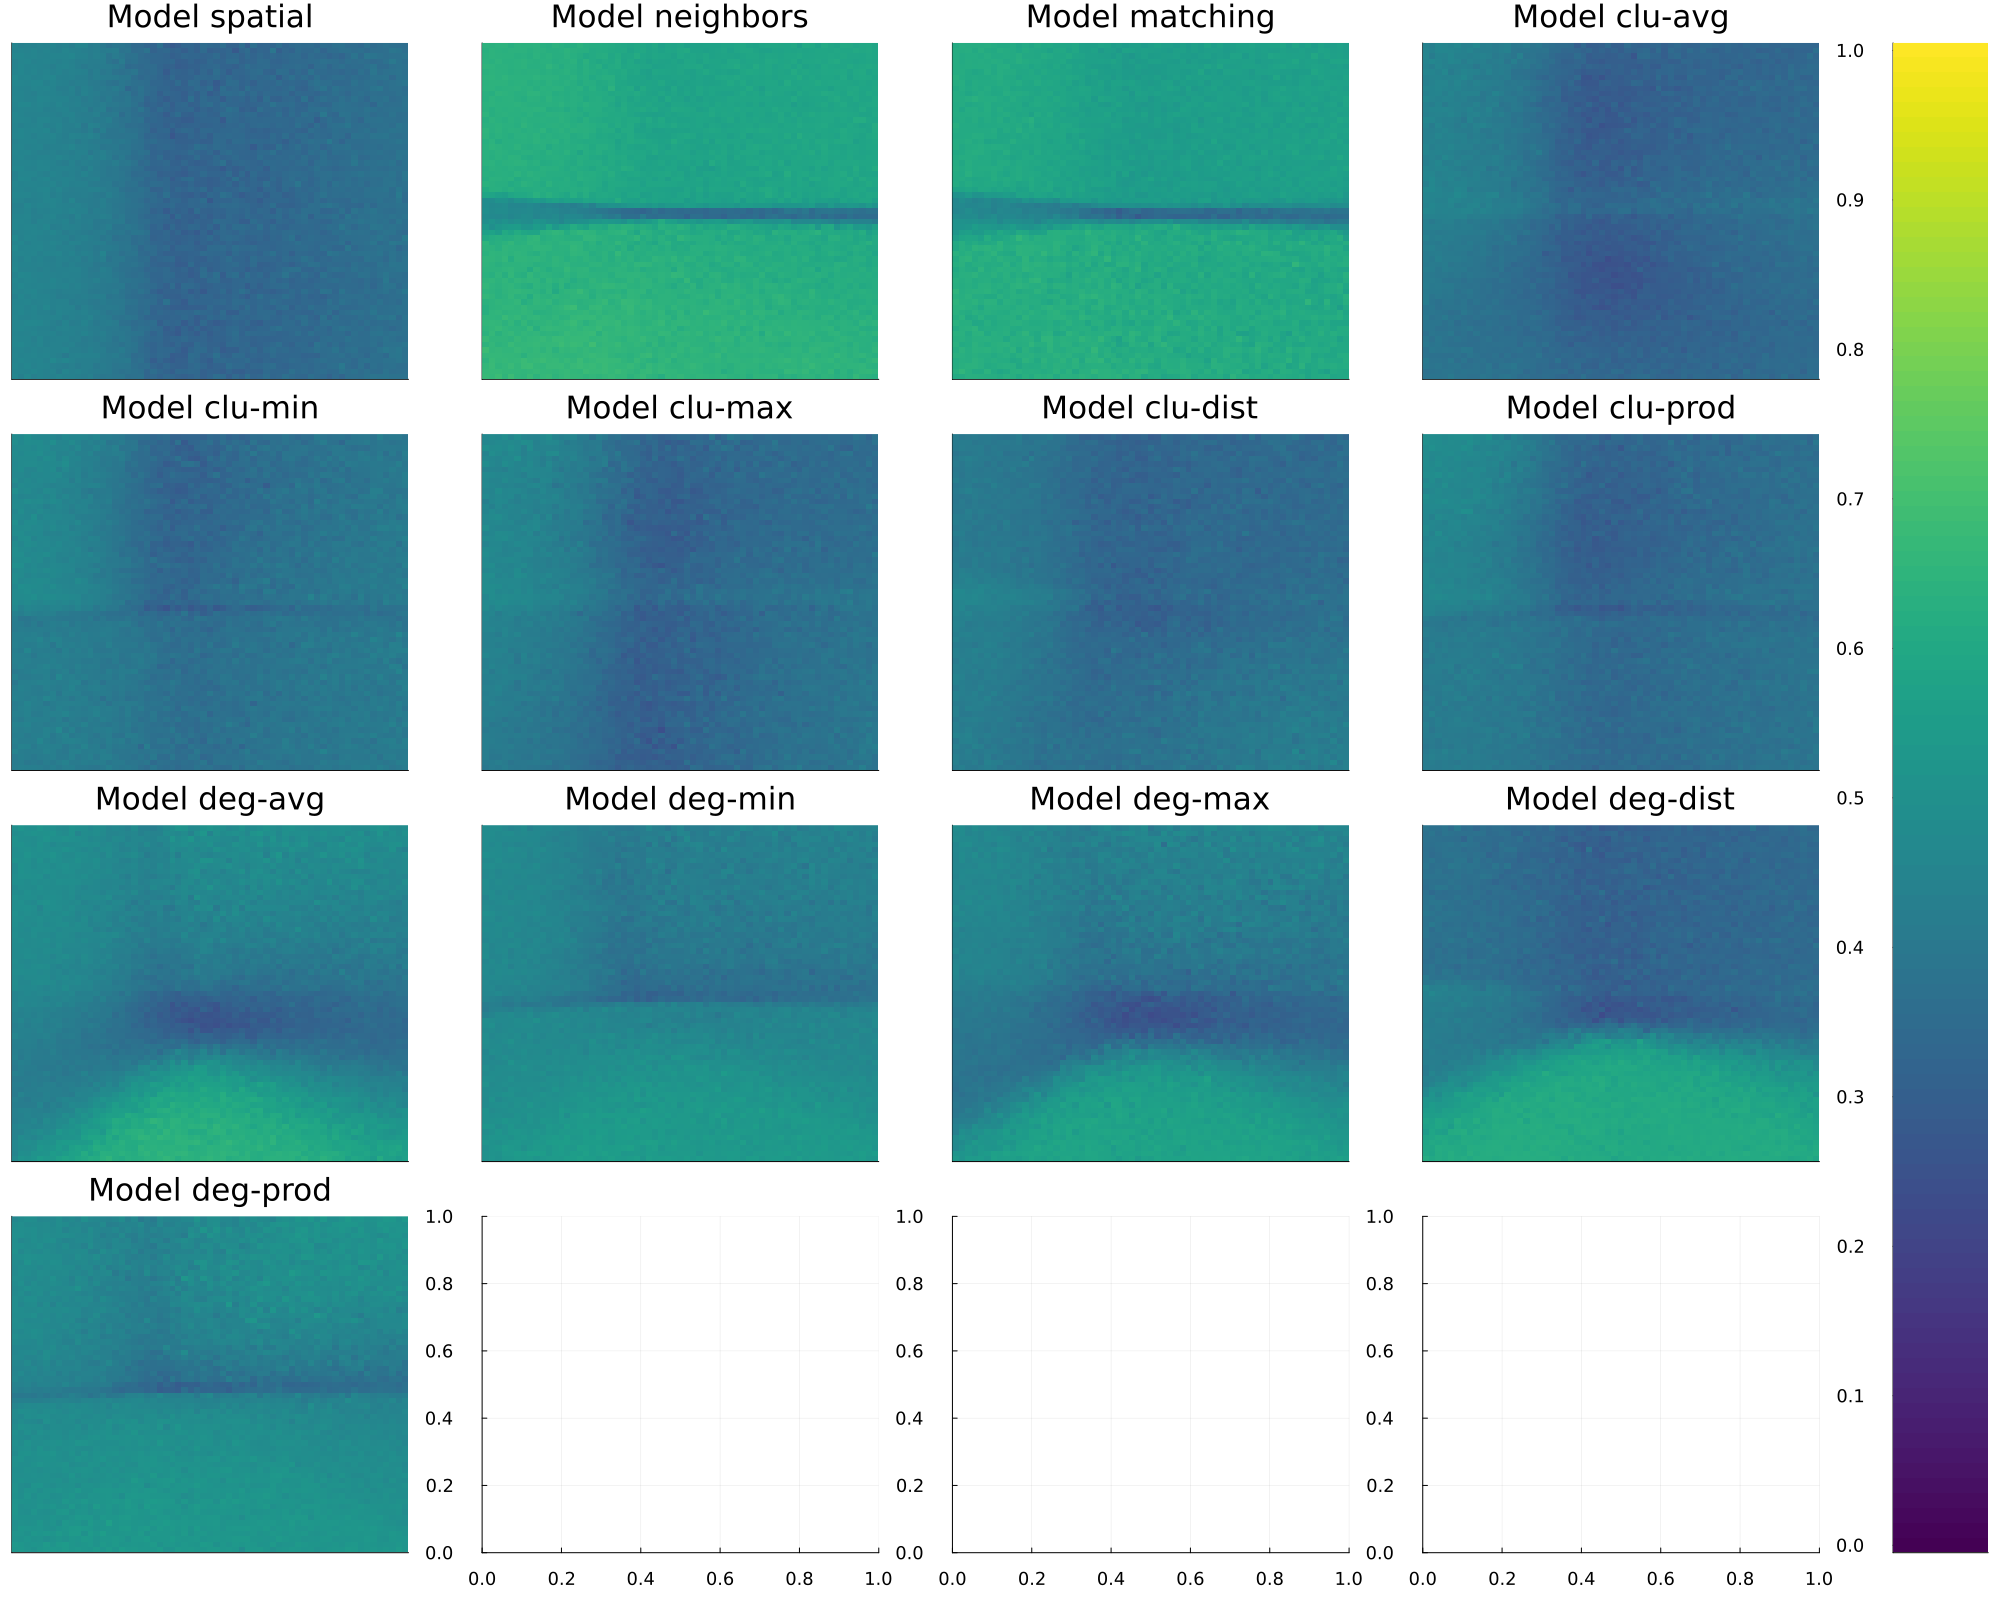 Model spatial
Model neighbors
Model matching
Model clu-avg
1.0
0.9
0.8
Model clu-min
Model clu-max
Model clu-dist
Model clu-prod
0.7
0.6
0.5
Model deg-avg
Model deg-min
Model deg-max
Model deg-dist
0.4
0.3
0.2
0.1
0.0
Model deg-prod
1.0
0.8
0.6
0.4
0.2
0.0
0.0 0.2 0.4 0.6 0.8 1.0
1.0
0.8
0.6
0.4
0.2
0.0
0.0 0.2 0.4 0.6 0.8 1.0
1.0
0.8
0.6
0.4
0.2
0.0
0.0 0.2 0.4 0.6 0.8 1.0